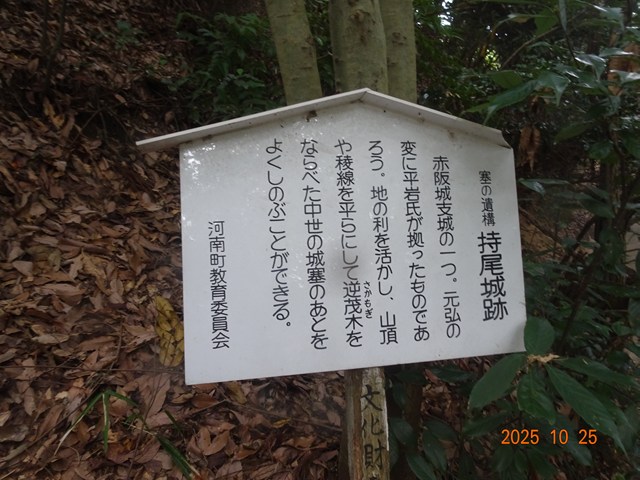 塞の遺構 持尾城跡
赤阪城支城の一つ。元弘の
変に平岩氏が拠ったものであ
ろう。地の利を活かし、山頂
や稜線を平らにして逆茂木を
さかもぎ
ならべた中世の城塞のあとを
よくしのぶことができる。
河南町教育委員会
文化財
2025 10 25